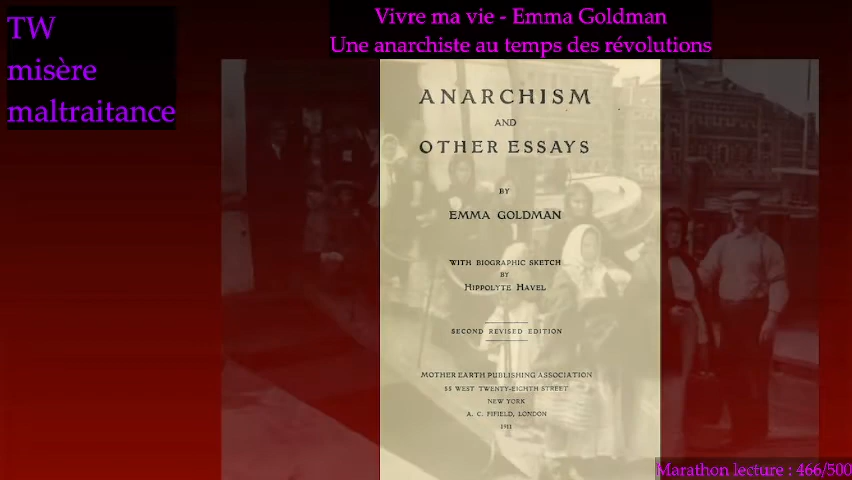 TW
misère
maltraitance
Vivre ma vie - Emma Goldman
Une anarchiste au temps des révolutions
ANARCHISM
AND
OTHER ESSAYS
BY
EMMA GOLDMAN
WITH BIOGRAPHIC SKETCH
BY
HIPPOLYTE HAVEL
SECOND REVISED EDITION
MOTHER EARTH PUBLISHING ASSOCIATION
55 WEST TWENTY-EIGHTH STREET
NEW YORK
A. C. FIFIELD, LONDON
1911
Marathon lecture : 466/500